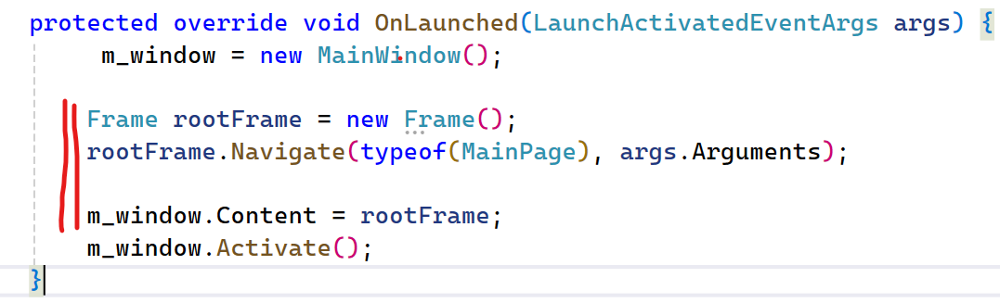 protected override void OnLaunched(LaunchActivatedEventArgs args) {
m_window = new MainWindow();
Frame rootFrame = new Frame();
rootFrame.Navigate(typeof(MainPage), args.Arguments);
m_window.Content = rootFrame;
m_window.Activate();
}